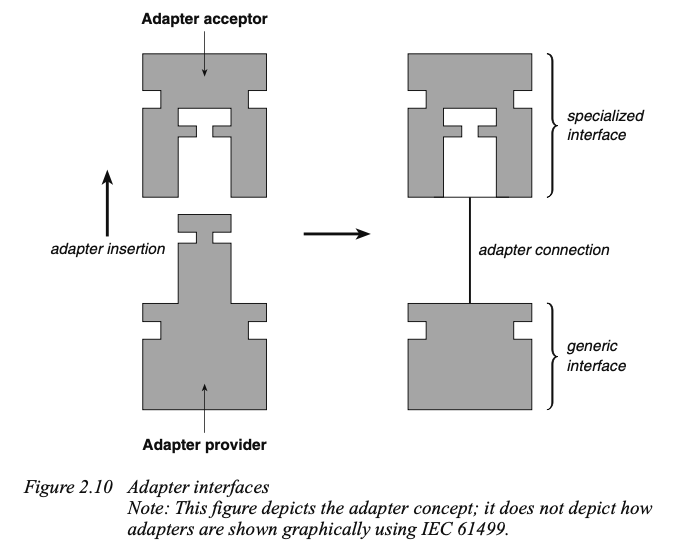 Adapter acceptor
specialized
interface
adapter insertion
adapter connection
generic
interface
Adapter provider
Figure 2.10 Adapter interfaces
Note: This figure depicts the adapter concept; it does not depict how
adapters are shown graphically using IEC 61499.